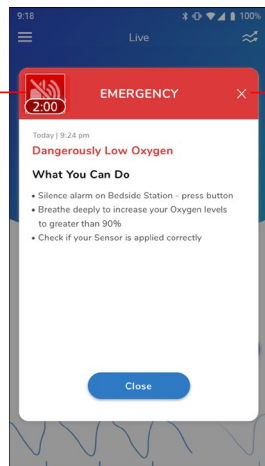 9:18
100%
Live
2:00
EMERGENCY
Today | 9:24 pm
Dangerously Low Oxygen
What You Can Do
• Silence alarm on Bedside Station - press button
• Breathe deeply to increase your Oxygen levels
to greater than 90%
• Check if your Sensor is applied correctly
Close